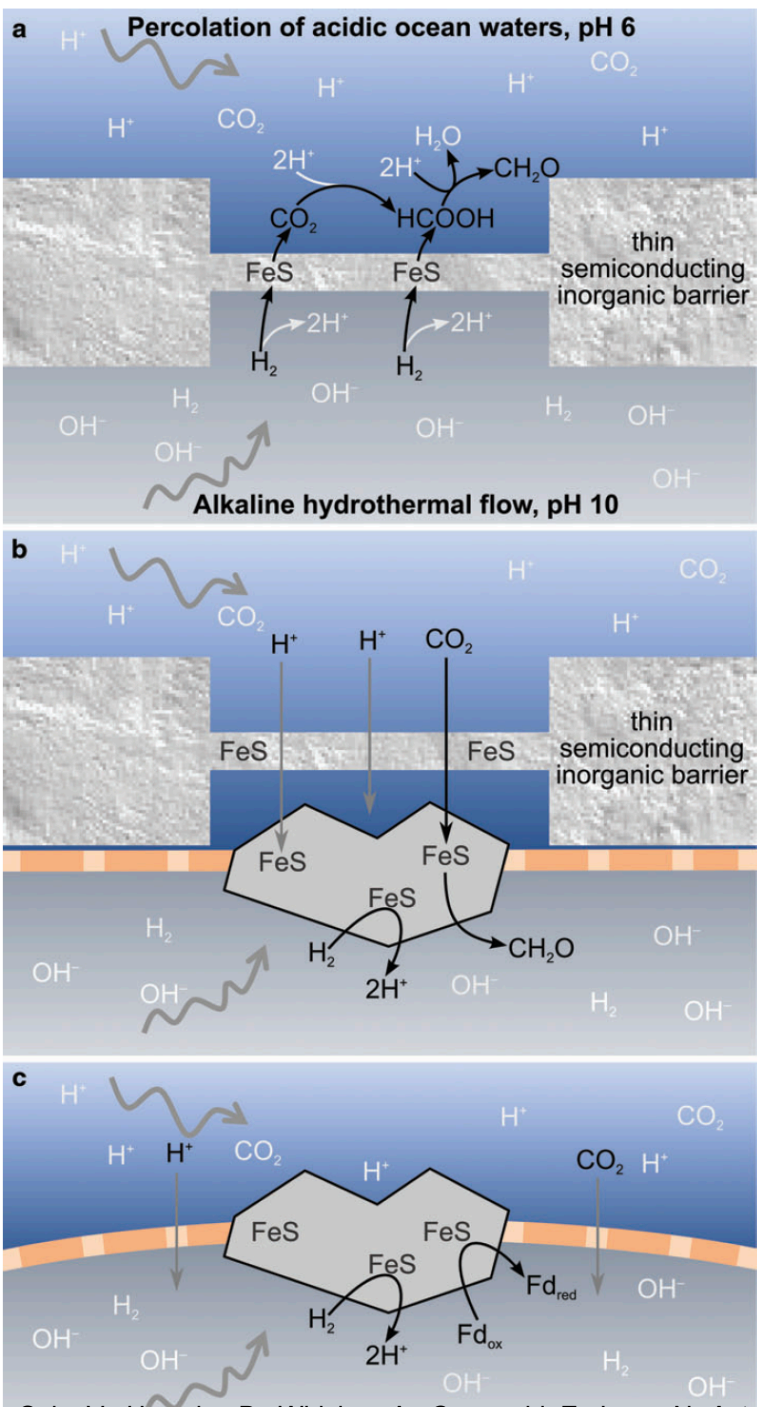 a
Percolation of acidic ocean waters, pH 6
H⁺
CO₂
H⁺
H⁺
CO₂
H⁺
H₂O
H⁺
2H⁺
2H⁺
CH₂O
CO₂
HCOOH
thin
semiconducting
inorganic barrier
FeS
FeS
2H⁺
2H⁺
H₂
H₂
H₂
OH⁻
H₂
OH⁻
OH⁻
OH⁻
OH⁻
OH⁻
Alkaline hydrothermal flow, pH 10
b
H⁺
H⁺
CO₂
H⁺
CO₂
H⁺
H⁺
H⁺
CO₂
thin
semiconducting
inorganic barrier
FeS
FeS
FeS
FeS
FeS
H₂
H₂
CH₂O
OH⁻
OH⁻
OH⁻
2H⁺
OH⁻
H₂
OH⁻
c
H⁺
H⁺
CO₂
H⁺
H⁺
CO₂
H⁺
CO₂
H⁺
FeS
FeS
FeS
Fd_red
OH⁻
H₂
H₂
Fd_ox
OH⁻
OH⁻
2H⁺
H₂
OH⁻
OH⁻